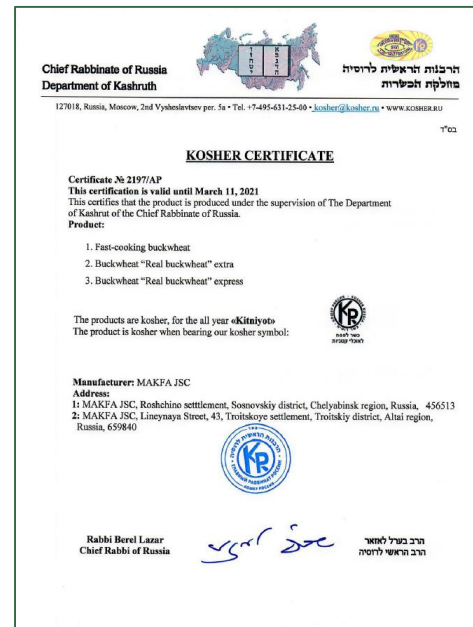 Chief Rabbinate of Russia
Department of Kashruth
הרבנות הראשית לרוסיה
מחלקת הכשרות
127018, Russia, Moscow, 2nd Vysheslavtsev per. 5a • Tel. +7-495-631-25-00 • kosher@kosher.ru • WWW.KOSHER.RU
בס"ד
KOSHER CERTIFICATE
Certificate № 2197/AP
This certification is valid until March 11, 2021
This certifies that the product is produced under the supervision of The Department
of Kashrut of the Chief Rabbinate of Russia.
Product:
1. Fast-cooking buckwheat
2. Buckwheat “Real buckwheat” extra
3. Buckwheat “Real buckwheat” express
The products are kosher, for the all year «Kitniyot»
The product is kosher when bearing our kosher symbol:
KP
כשר לפסח
לאוכלי קטניות
Manufacturer: MAKFA JSC
Address:
1: MAKFA JSC, Roshchino setttlement, Sosnovskiy district, Chelyabinsk region, Russia, 456513
2: MAKFA JSC, Lineynaya Street, 43, Troitskoye settlement, Troitskiy district, Altai region,
Russia, 659840
KP
Rabbi Berel Lazar
Chief Rabbi of Russia
הרב בערל לאזאר
הרב הראשי לרוסיה